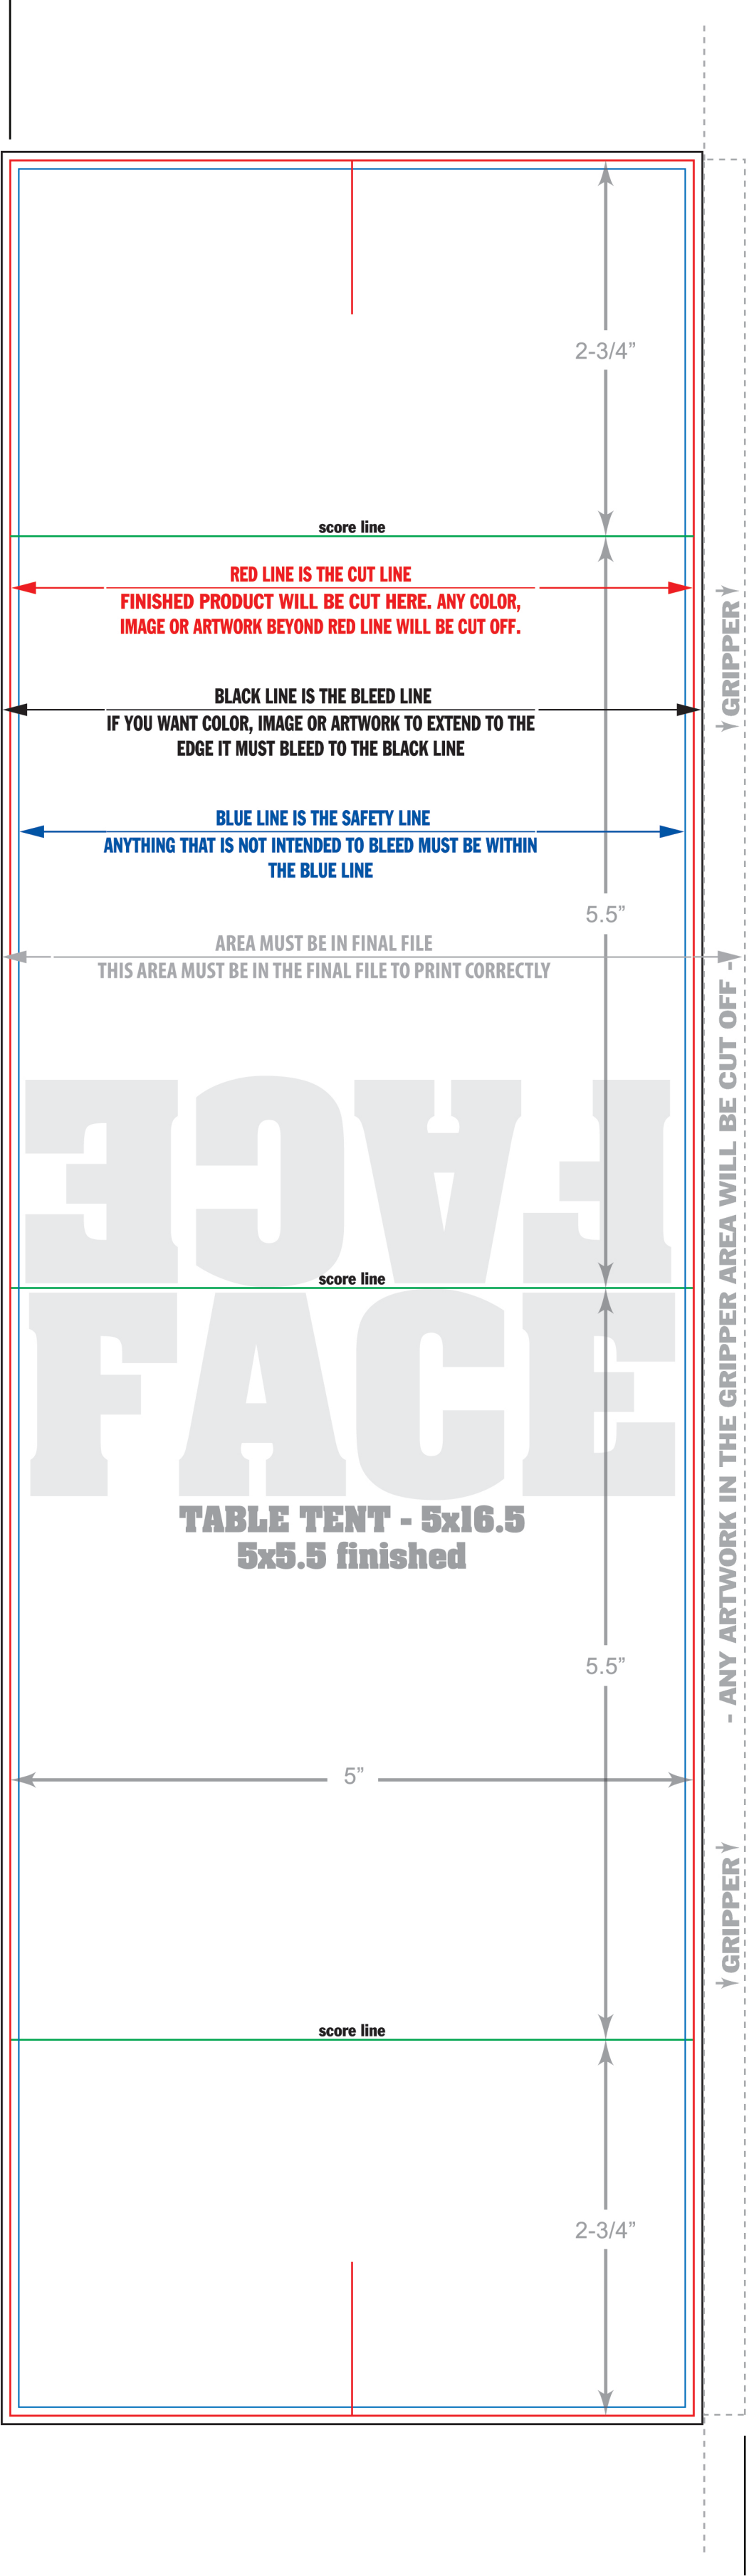 2-3/4”
score line
RED LINE IS THE CUT LINE
FINISHED PRODUCT WILL BE CUT HERE. ANY COLOR,
IMAGE OR ARTWORK BEYOND RED LINE WILL BE CUT OFF.
GRIPPER
BLACK LINE IS THE BLEED LINE
IF YOU WANT COLOR, IMAGE OR ARTWORK TO EXTEND TO THE
EDGE IT MUST BLEED TO THE BLACK LINE
BLUE LINE IS THE SAFETY LINE
ANYTHING THAT IS NOT INTENDED TO BLEED MUST BE WITHIN
THE BLUE LINE
5.5”
AREA MUST BE IN FINAL FILE
THIS AREA MUST BE IN THE FINAL FILE TO PRINT CORRECTLY
- ANY ARTWORK IN THE GRIPPER AREA WILL BE CUT OFF -
FACE
score line
FACE
TABLE TENT - 5x16.5
5x5.5 finished
5.5”
5”
GRIPPER
score line
2-3/4”